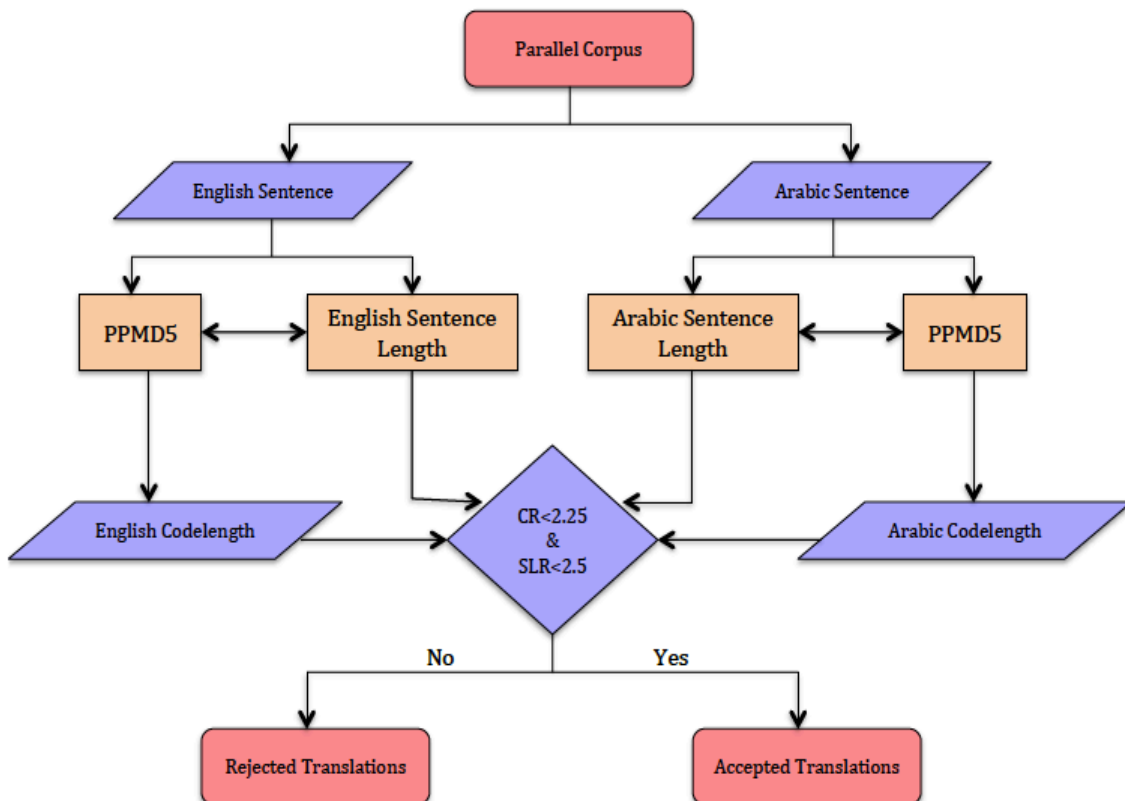 Parallel Corpus
English Sentence
Arabic Sentence
PPMD5
English Sentence
Length
Arabic Sentence
Length
PPMD5
English Codelength
CR<2.25
&
SLR<2.5
Arabic Codelength
No
Yes
Rejected Translations
Accepted Translations